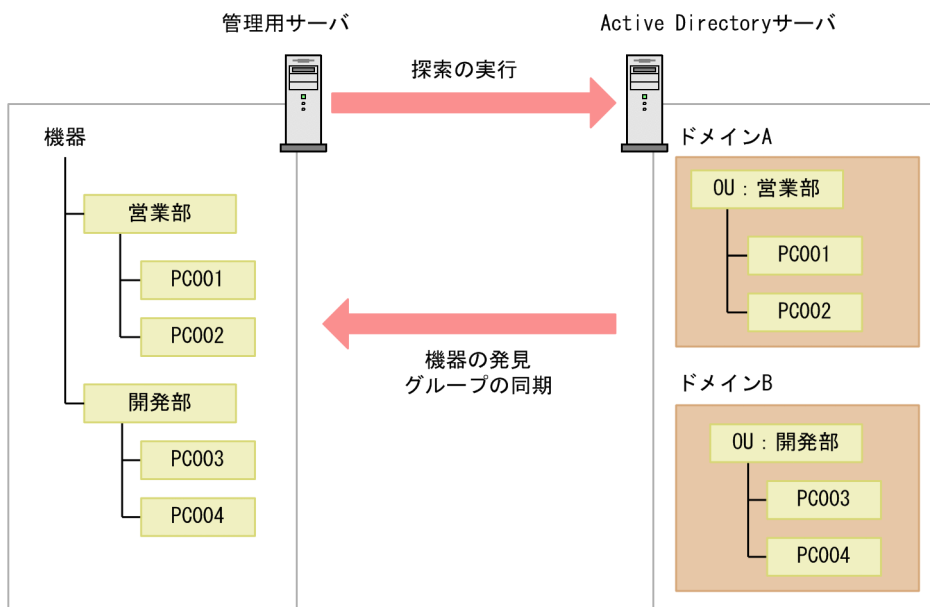 管理用サーバ
Active Directoryサーバ
探索の実行
機器
営業部
PC001
PC002
開発部
PC003
PC004
機器の発見
グループの同期
ドメインA
OU：営業部
PC001
PC002
ドメインB
OU：開発部
PC003
PC004